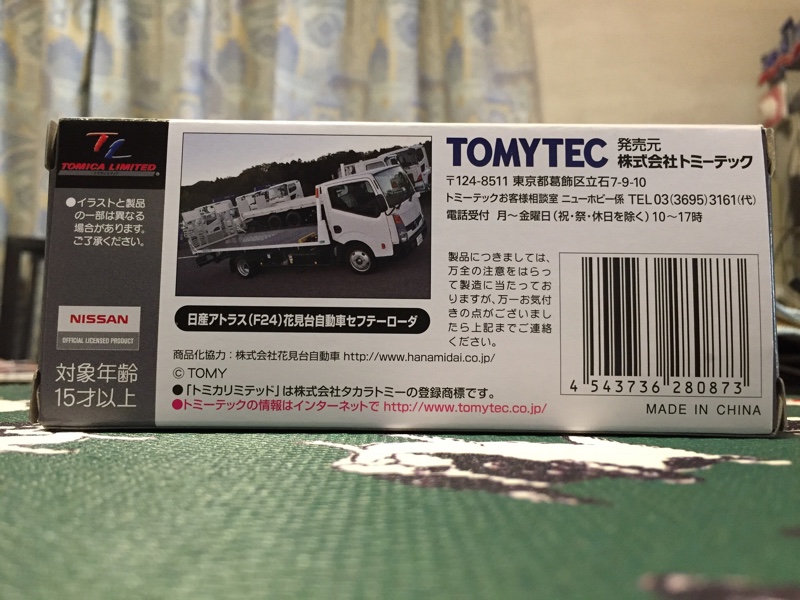 TL
TOMICA LIMITED
●イラストと製品
の一部は異なる
場合があります。
ご了承ください。
NISSAN
OFFICIAL LICENSED PRODUCT
対象年齢
15才以上
日産アトラス(F24)花見台自動車セフテーローダ
商品化協力:株式会社花見台自動車 http://www.hanamidai.co.jp/
© TOMY
●「トミカリミテッド」は株式会社タカラトミーの登録商標です。
●トミーテックの情報はインターネットで http://www.tomytec.co.jp/
TOMYTEC 発売元
株式会社トミーテック
〒124-8511 東京都葛飾区立石7-9-10
トミーテックお客様相談室 ニューホビー係 TEL 03(3695)3161(代)
電話受付 月〜金曜日(祝・祭・休日を除く)10〜17時
製品につきましては、
万全の注意をはらっ
て製造に当たってお
りますが、万一お気付
きの点がございまし
たら上記までご連絡
ください。
4 543736 280873
MADE IN CHINA